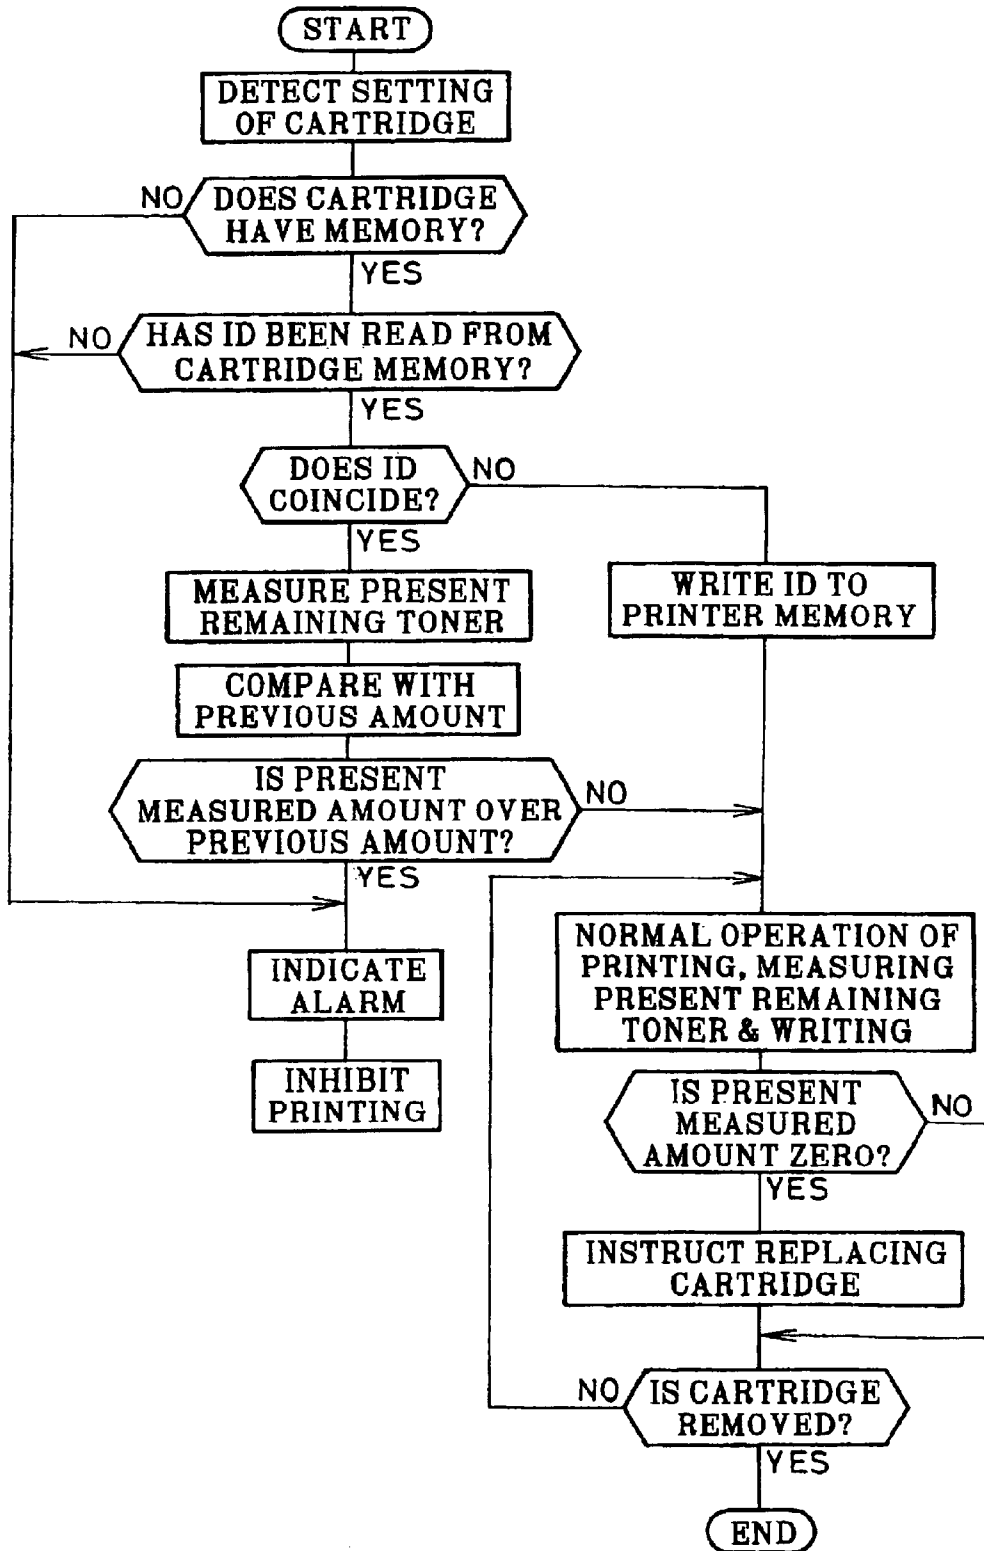 START
DETECT SETTING
OF CARTRIDGE
NO
DOES CARTRIDGE
HAVE MEMORY?
YES
NO
HAS ID BEEN READ FROM
CARTRIDGE MEMORY?
YES
DOES ID
COINCIDE?
NO
YES
MEASURE PRESENT
REMAINING TONER
WRITE ID TO
PRINTER MEMORY
COMPARE WITH
PREVIOUS AMOUNT
IS PRESENT
MEASURED AMOUNT OVER
PREVIOUS AMOUNT?
NO
YES
INDICATE
ALARM
INHIBIT
PRINTING
NORMAL OPERATION OF
PRINTING, MEASURING
PRESENT REMAINING
TONER & WRITING
IS PRESENT
MEASURED
AMOUNT ZERO?
NO
YES
INSTRUCT REPLACING
CARTRIDGE
NO
IS CARTRIDGE
REMOVED?
YES
END